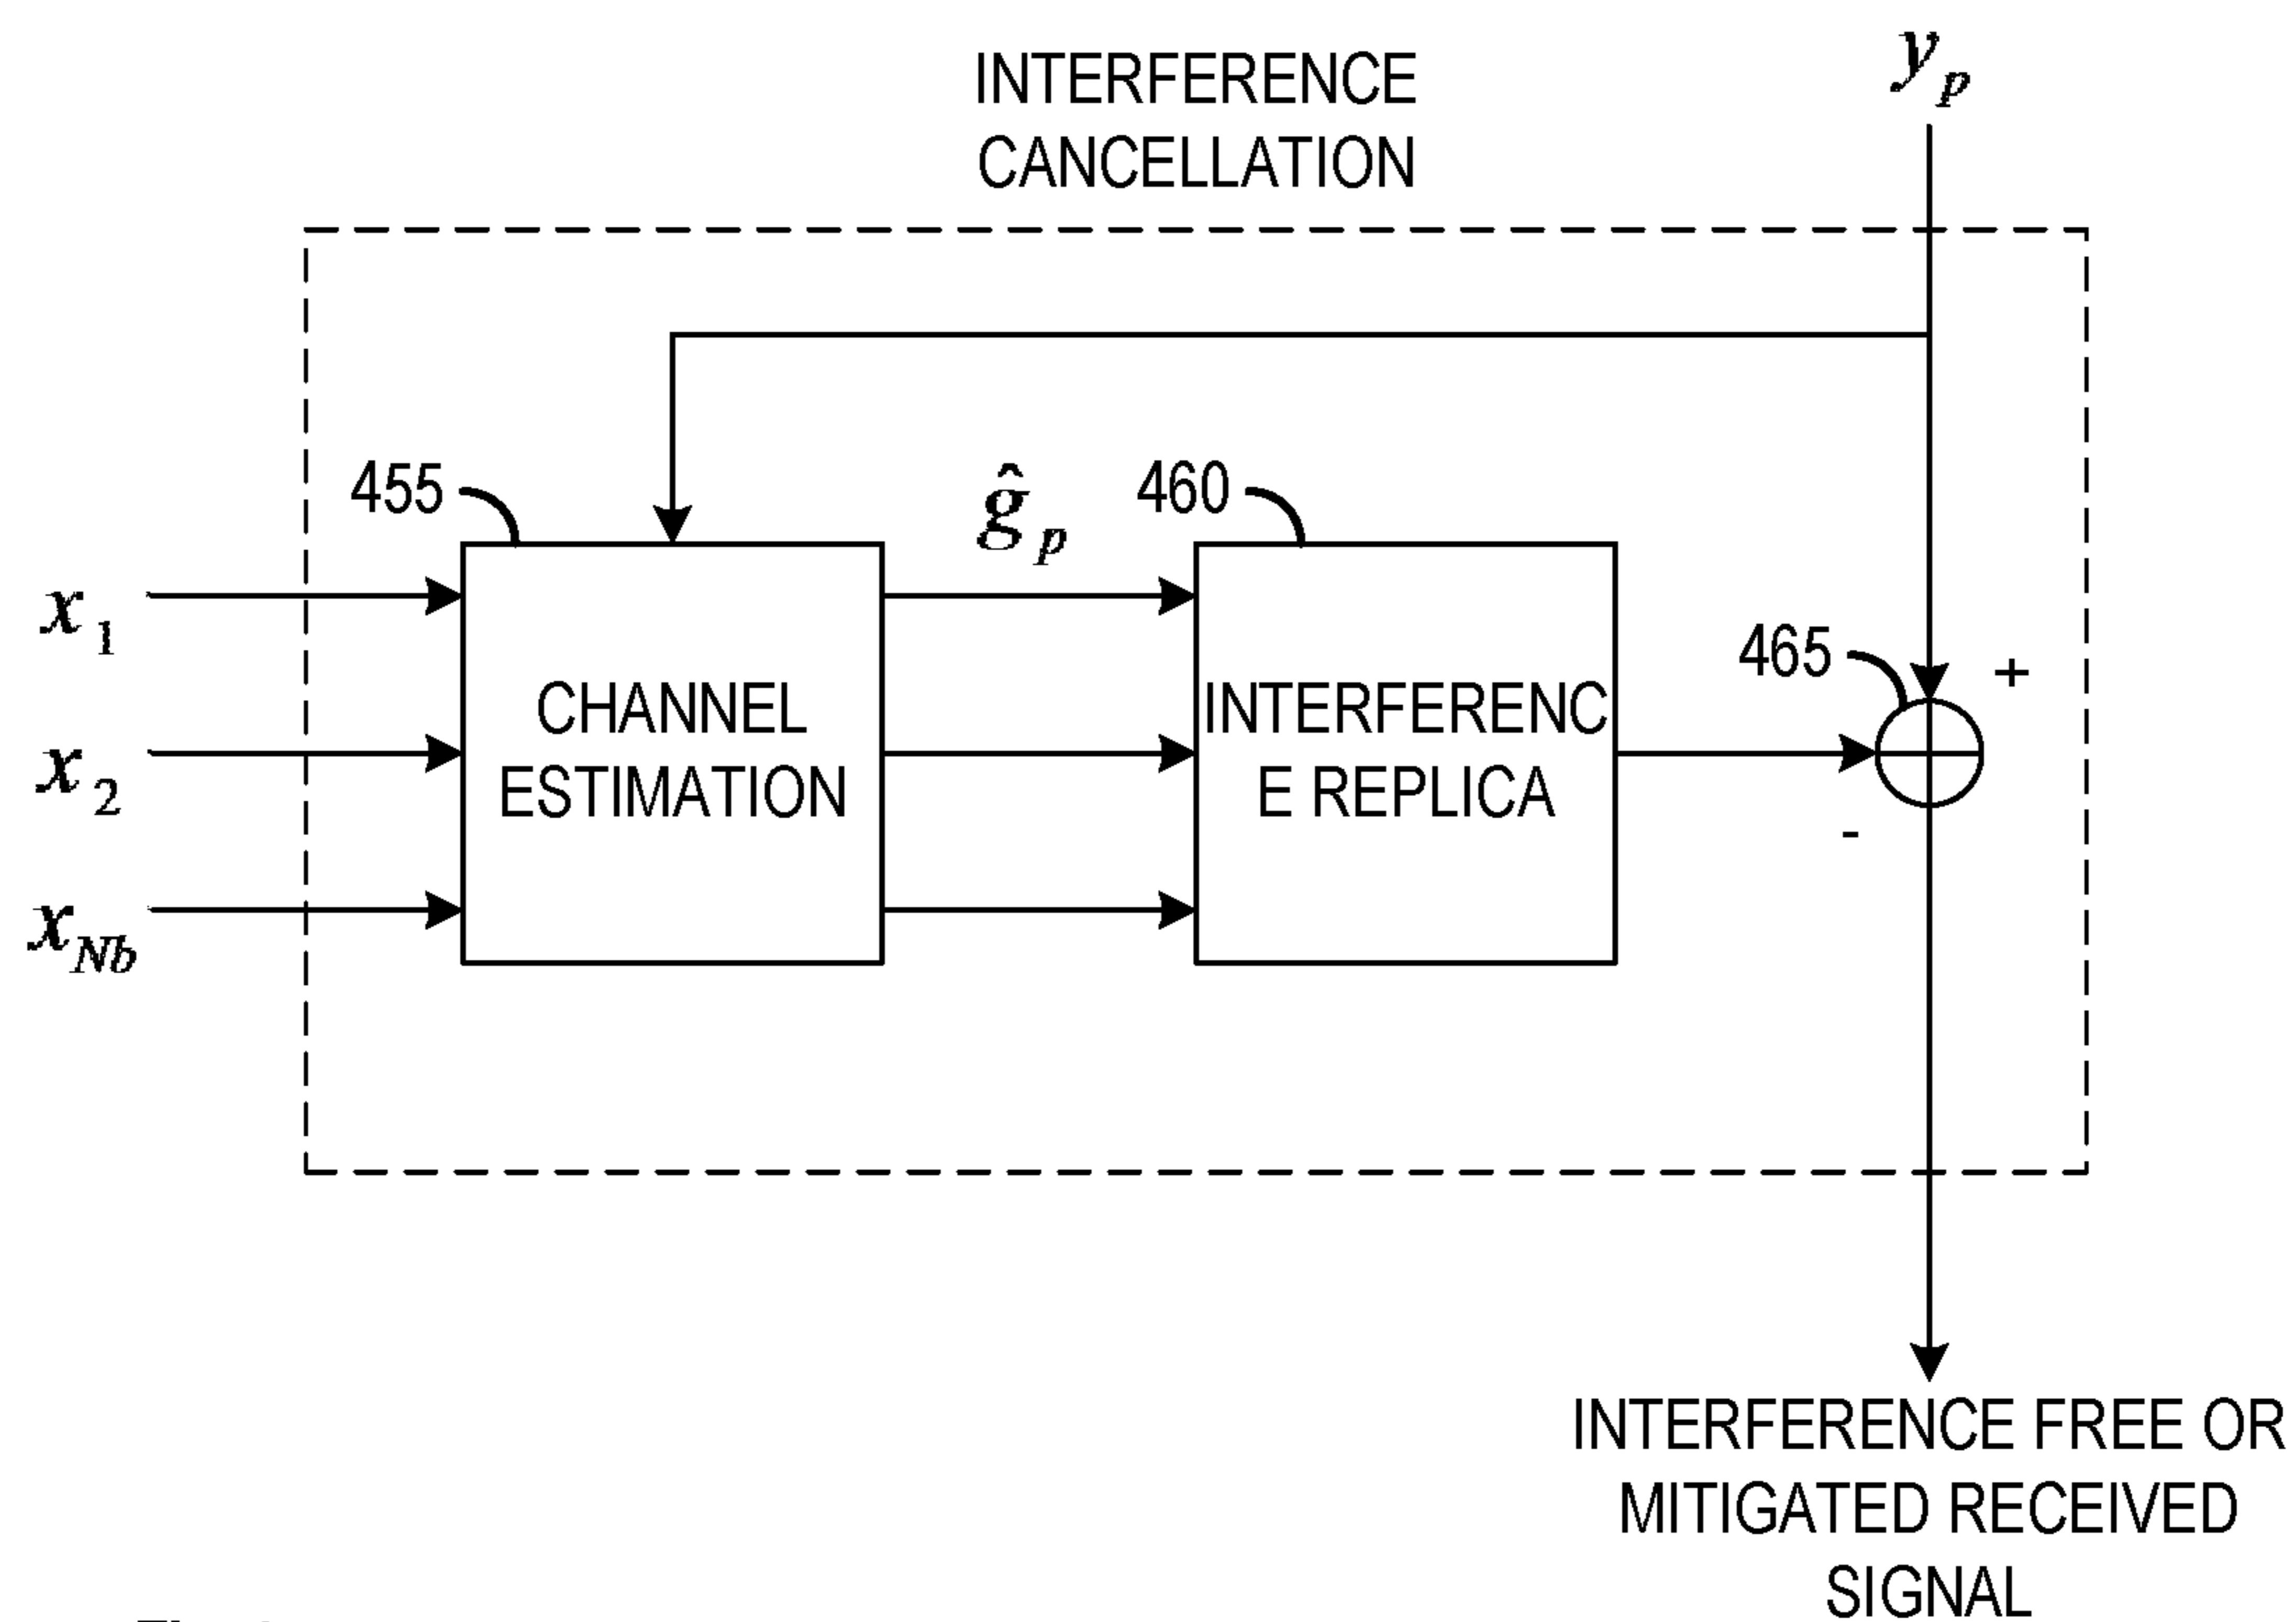 y_p
INTERFERENCE
CANCELLATION
455
ĝ_p
460
x_1
x_2
x_Nb
CHANNEL
ESTIMATION
INTERFERENC
E REPLICA
465
+
-
INTERFERENCE FREE OR
MITIGATED RECEIVED
SIGNAL